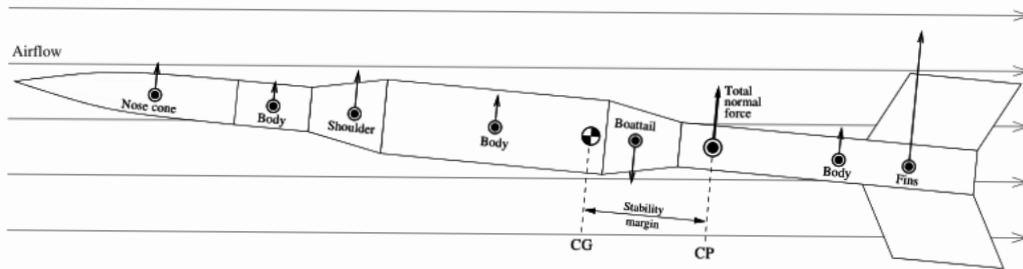 Airflow
Nose cone
Body
Shoulder
Body
Boattail
Total
normal
force
Body
Fins
Stability
margin
CG
CP